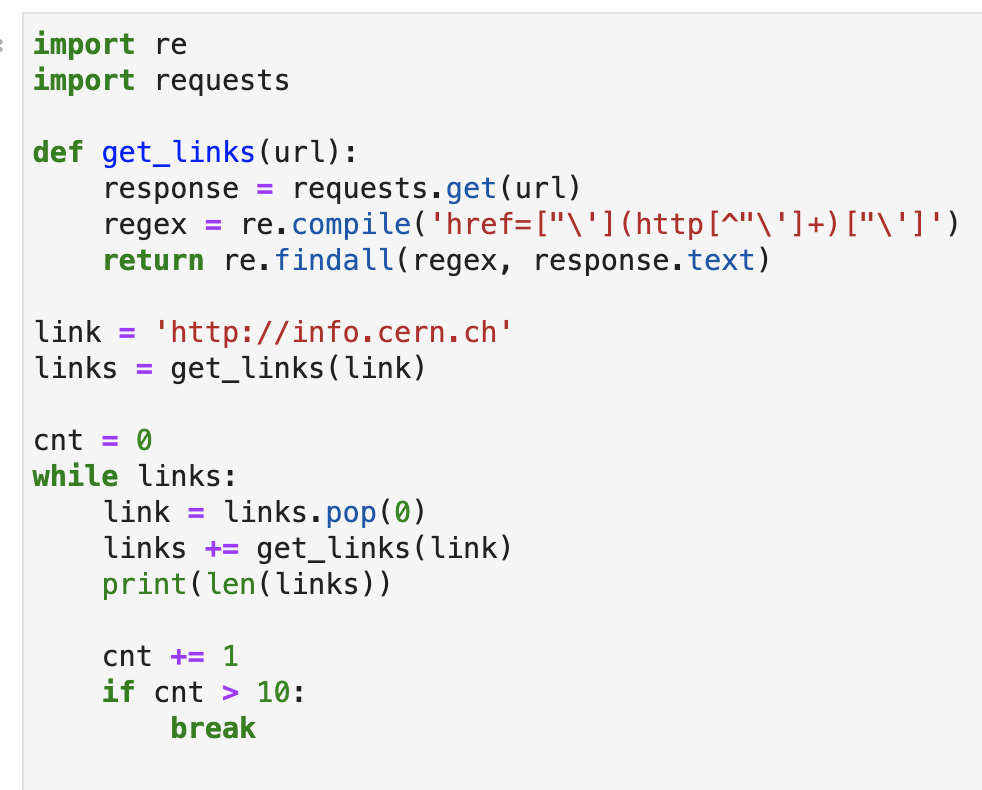 import re
import requests

def get_links(url):
    response = requests.get(url)
    regex = re.compile('href=["\'](http[^"\']+)["\']')
    return re.findall(regex, response.text)

link = 'http://info.cern.ch'
links = get_links(link)

cnt = 0
while links:
    link = links.pop(0)
    links += get_links(link)
    print(len(links))

    cnt += 1
    if cnt > 10:
        break